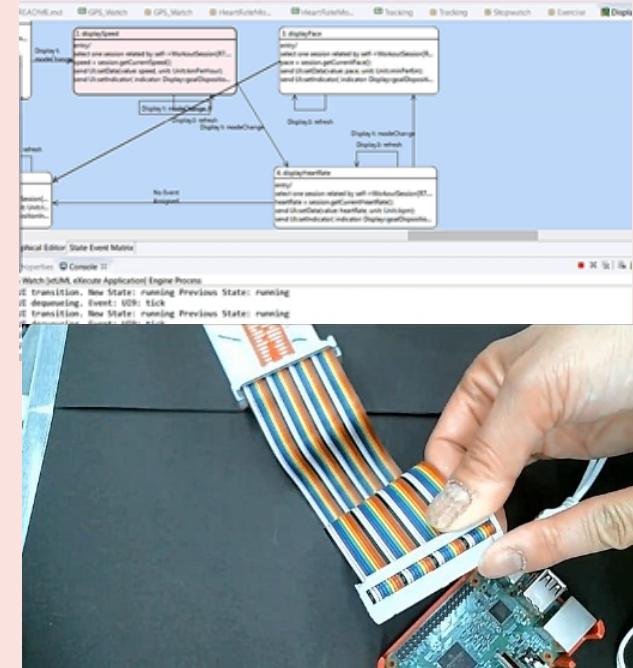 README.md GPS_Watch GPS_Watch HeartRateMo... HeartRateMo... Tracking Tracking Stopwatch Exercise Displa
2. displaySpeed
entry/
select one session related by self->WorkoutSession[R7...
speed = session.getCurrentSpeed()
send UI:setData(value: speed, unit: Unit:kmPerHour)
send UI:setIndicator( indicator: Display:goalDispositio...
3. displayPace
entry/
select one session related by self->WorkoutSession[R...
pace = session.getCurrentPace()
send UI:setData(value: pace, unit: Unit:minPerKm)
send UI:setIndicator( indicator: Display:goalDispositio...
Display1: modeChange
Display2: refresh
Display1: modeChange
Display2: refresh
Display1: modeChange
Display2: refresh
4. displayHeartRate
entry/
select one session related by self->WorkoutSession[R7...
heartRate = session.getCurrentHeartRate()
send UI:setData(value: heartRate, unit: Unit:bpm)
send UI:setIndicator( indicator: Display:goalDispositio...
refresh
No Event
Assigned
phical Editor State Event Matrix
roperties Console
Watch [xtUML eXecute Application] Engine Process
E transition. New State: running Previous State: running
E dequeueing. Event: UI9: tick
E transition. New State: running Previous State: running